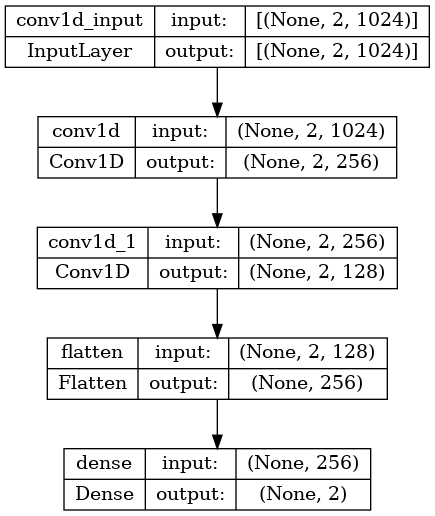 conv1d_input input: [(None, 2, 1024)]
InputLayer output: [(None, 2, 1024)]
conv1d input: (None, 2, 1024)
Conv1D output: (None, 2, 256)
conv1d_1 input: (None, 2, 256)
Conv1D output: (None, 2, 128)
flatten input: (None, 2, 128)
Flatten output: (None, 256)
dense input: (None, 256)
Dense output: (None, 2)